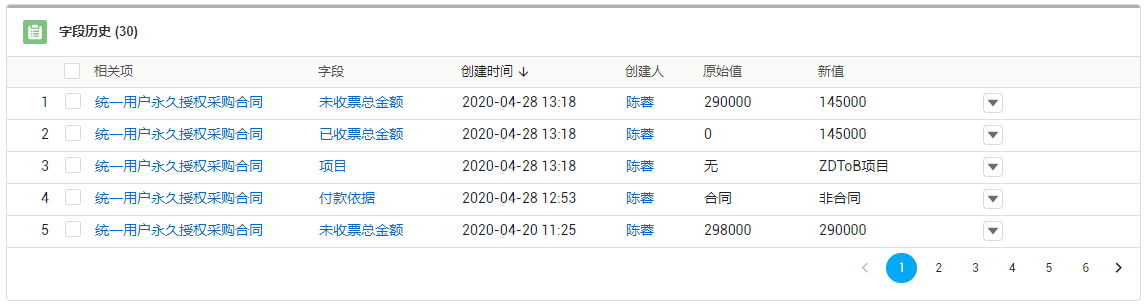 字段历史 (30)
相关项 字段 创建时间 ↓ 创建人 原始值 新值
1 统一用户永久授权采购合同 未收票总金额 2020-04-28 13:18 陈蓉 290000 145000
2 统一用户永久授权采购合同 已收票总金额 2020-04-28 13:18 陈蓉 0 145000
3 统一用户永久授权采购合同 项目 2020-04-28 13:18 陈蓉 无 ZDToB项目
4 统一用户永久授权采购合同 付款依据 2020-04-28 12:53 陈蓉 合同 非合同
5 统一用户永久授权采购合同 未收票总金额 2020-04-20 11:25 陈蓉 298000 290000
1 2 3 4 5 6